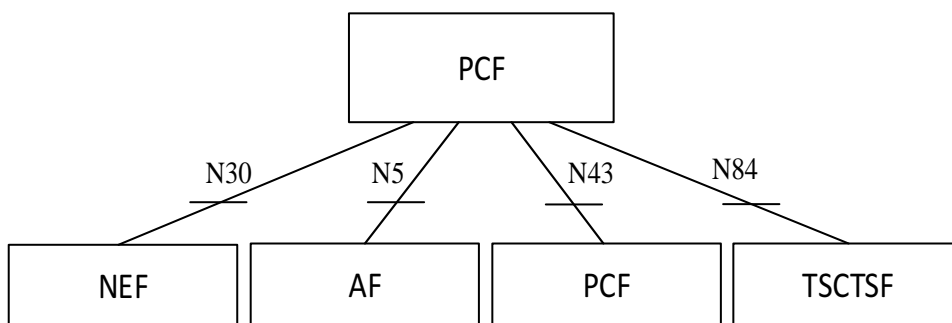 PCF
N30
N5
N43
N84
NEF
AF
PCF
TSCTSF